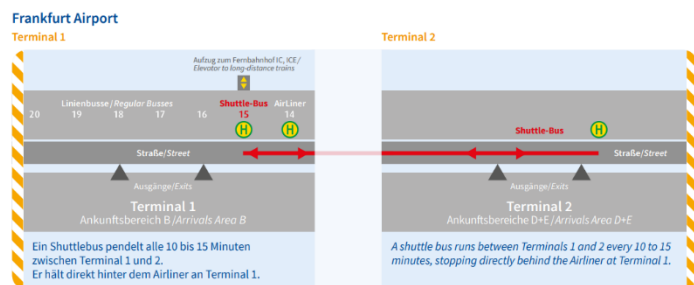 Frankfurt Airport
Terminal 1
Terminal 2
Aufzug zum Fernbahnhof IC, ICE/
Elevator to long-distance trains
Linienbusse/Regular Busses
Shuttle-Bus
AirLiner
20 19 18 17 16 15 14
H H
Shuttle-Bus
H
Straße/Street
Straße/Street
Ausgänge/Exits
Ausgänge/Exits
Terminal 1
Ankunftsbereich B/Arrivals Area B
Terminal 2
Ankunftsbereiche D+E/Arrivals Area D+E
Ein Shuttlebus pendelt alle 10 bis 15 Minuten
zwischen Terminal 1 und 2.
Er hält direkt hinter dem Airliner an Terminal 1.
A shuttle bus runs between Terminals 1 and 2 every 10 to 15
minutes, stopping directly behind the Airliner at Terminal 1.